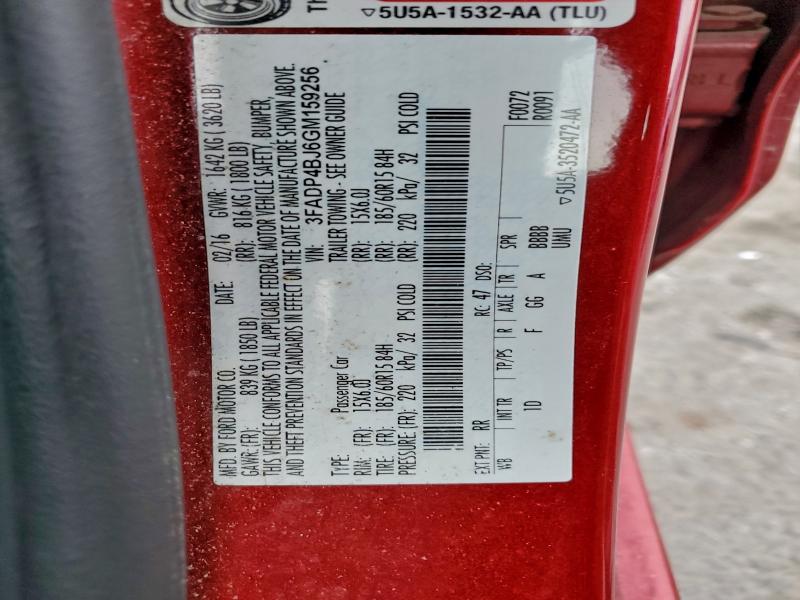 TH
▽5U5A-1532-AA (TLU)
MFD. BY FORD MOTOR CO. DATE: 02/16 GVWR: 1642 KG ( 3620 LB)
GAWR: (FR): 839 KG ( 1850 LB) (RR): 816 KG ( 1800 LB)
THIS VEHICLE CONFORMS TO ALL APPLICABLE FEDERAL MOTOR VEHICLE SAFETY, BUMPER,
AND THEFT PREVENTION STANDARDS IN EFFECT ON THE DATE OF MANUFACTURE SHOWN ABOVE.
VIN: 3FADP4BJ6GM159256
TYPE: Passenger Car TRAILER TOWING - SEE OWNER GUIDE
RIM: (FR): 15X6.0J (RR): 15X6.0J
TIRE: (FR): 185/60R15 84H (RR): 185/60R15 84H
PRESSURE: (FR): 220 kPa/ 32 PSI COLD (RR): 220 kPa/ 32 PSI COLD
EXT PNT: RR RC: 47 DSO: F0072
R0091
WB INT TR TP/PS R AXLE TR SPR
1D F GG A BBBB
UMU ▽5U5A-3520472-AA